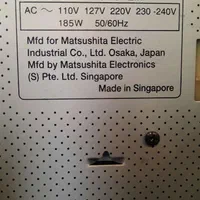 AC ～ 110V 127V 220V 230-240V
185W 50/60Hz
Mfd for Matsushita Electric
Industrial Co., Ltd. Osaka, Japan
Mfd by Matsushita Electronics
(S) Pte. Ltd. Singapore
Made in Singapore